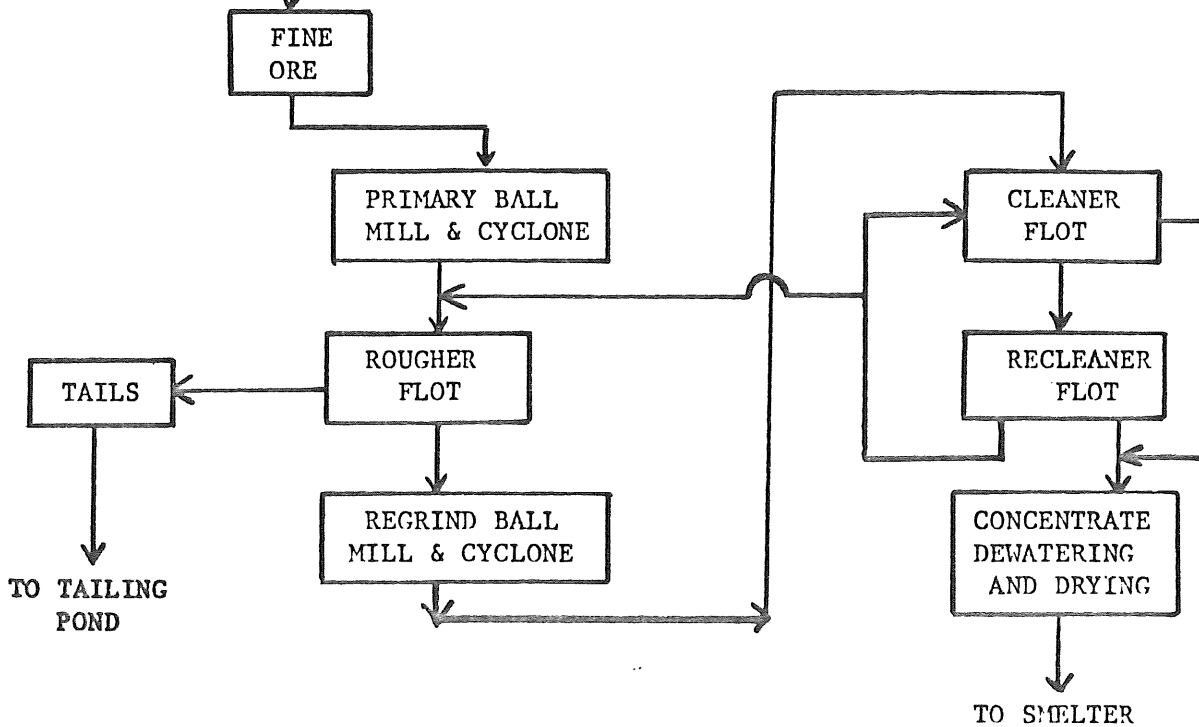 FINE
ORE
PRIMARY BALL
MILL & CYCLONE
CLEANER
FLOT
ROUGHER
FLOT
RECLEANER
FLOT
TAILS
REGRIND BALL
MILL & CYCLONE
CONCENTRATE
DEWATERING
AND DRYING
TO TAILING
POND
TO SMELTER